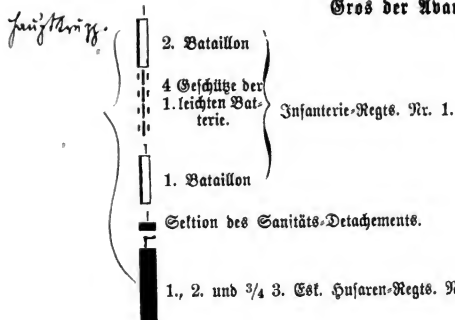 Gros der Avan
Haupttrupp.
2. Bataillon
4 Geschütze der
1. leichten Bat-
terie.
Infanterie-Regts. Nr. 1.
1. Bataillon
Sektion des Sanitäts-Detachements.
1., 2. und 3/4 3. Esk. Husaren-Regts. N